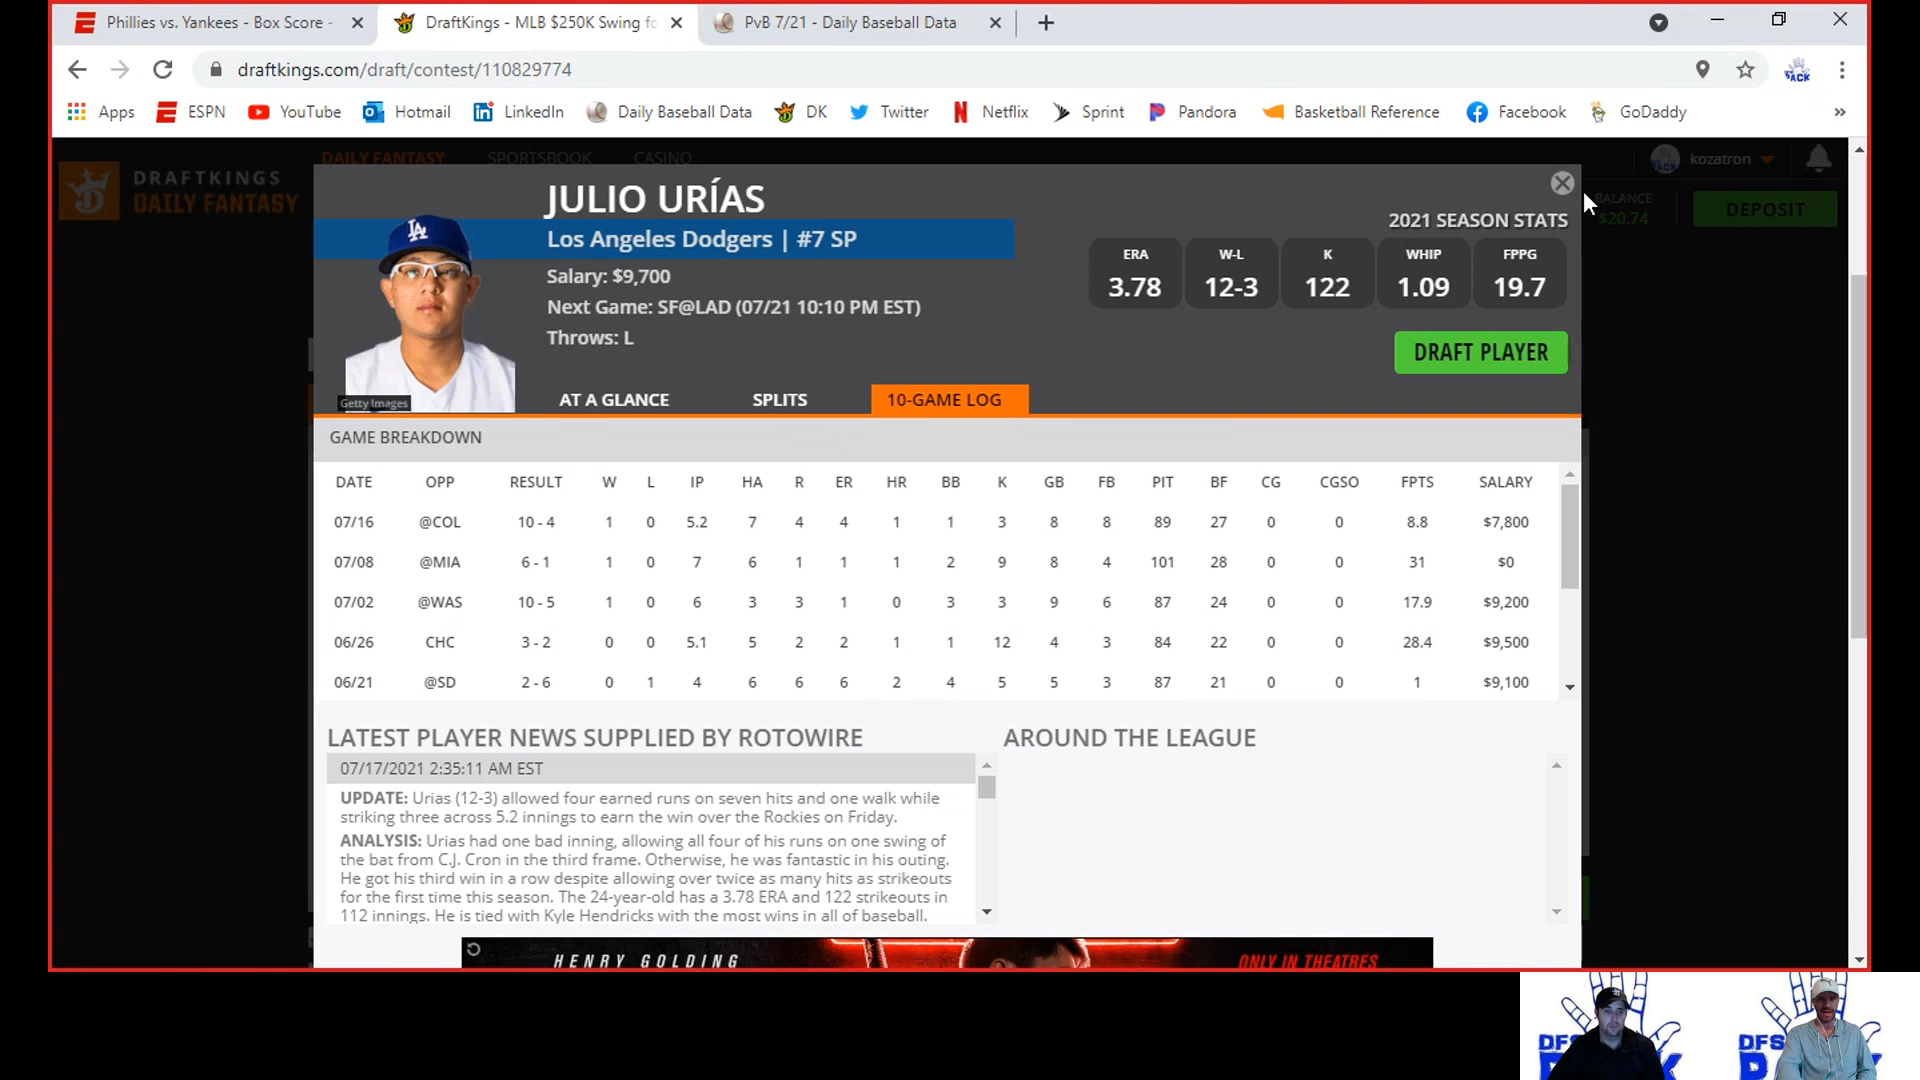 Phillies vs. Yankees - Box Score -
DraftKings - MLB $250K Swing fo
PvB 7/21 - Daily Baseball Data
draftkings.com/draft/contest/110829774
Apps ESPN YouTube Hotmail LinkedIn Daily Baseball Data DK Twitter Netflix Sprint Pandora Basketball Reference Facebook GoDaddy »
DAILY FANTASY SPORTSBOOK CASINO
kozatron
DRAFTKINGS
DAILY FANTASY
BALANCE
$20.74
DEPOSIT
JULIO URÍAS
Los Angeles Dodgers | #7 SP
Salary: $9,700
Next Game: SF@LAD (07/21 10:10 PM EST)
Throws: L
LA
Getty Images
2021 SEASON STATS
ERA W-L K WHIP FPPG
3.78 12-3 122 1.09 19.7
DRAFT PLAYER
AT A GLANCE SPLITS 10-GAME LOG
GAME BREAKDOWN
DATE OPP RESULT W L IP HA R ER HR BB K GB FB PIT BF CG CGSO FPTS SALARY
07/16 @COL 10 - 4 1 0 5.2 7 4 4 1 1 3 8 8 89 27 0 0 8.8 $7,800
07/08 @MIA 6 - 1 1 0 7 6 1 1 1 2 9 8 4 101 28 0 0 31 $0
07/02 @WAS 10 - 5 1 0 6 3 3 1 0 3 3 9 6 87 24 0 0 17.9 $9,200
06/26 CHC 3 - 2 0 0 5.1 5 2 2 1 1 12 4 3 84 22 0 0 28.4 $9,500
06/21 @SD 2 - 6 0 1 4 6 6 6 2 4 5 5 3 87 21 0 0 1 $9,100
LATEST PLAYER NEWS SUPPLIED BY ROTOWIRE
07/17/2021 2:35:11 AM EST
UPDATE: Urias (12-3) allowed four earned runs on seven hits and one walk while
striking three across 5.2 innings to earn the win over the Rockies on Friday.
ANALYSIS: Urias had one bad inning, allowing all four of his runs on one swing of
the bat from C.J. Cron in the third frame. Otherwise, he was fantastic in his outing.
He got his third win in a row despite allowing over twice as many hits as strikeouts
for the first time this season. The 24-year-old has a 3.78 ERA and 122 strikeouts in
112 innings. He is tied with Kyle Hendricks with the most wins in all of baseball.
AROUND THE LEAGUE
HENRY GOLDING
ONLY IN THEATRES
DFS
DFS